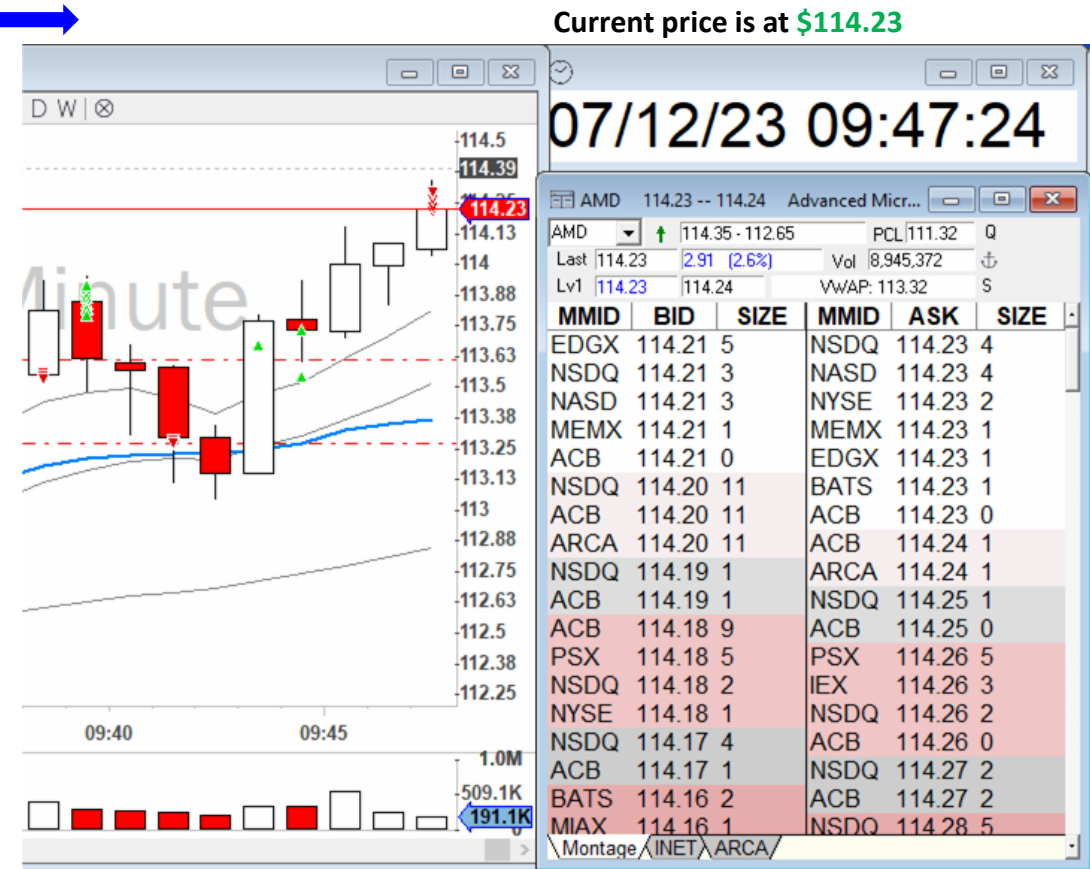 Current price is at $114.23
D W
07/12/23 09:47:24
Minute
114.5
114.39
114.23
114.13
114
113.88
113.75
113.63
113.5
113.38
113.25
113.13
113
112.88
112.75
112.63
112.5
112.38
112.25
09:40 09:45
1.0M
509.1K
191.1K
0
AMD 114.23 -- 114.24 Advanced Micr...
AMD 114.35 - 112.65 PCL 111.32 Q
Last 114.23 2.91 (2.6%) Vol 8,945,372
Lv1 114.23 114.24 VWAP: 113.32 S
MMID BID SIZE MMID ASK SIZE
EDGX 114.21 5 NSDQ 114.23 4
NSDQ 114.21 3 NASD 114.23 4
NASD 114.21 3 NYSE 114.23 2
MEMX 114.21 1 MEMX 114.23 1
ACB 114.21 0 EDGX 114.23 1
NSDQ 114.20 11 BATS 114.23 1
ACB 114.20 11 ACB 114.23 0
ARCA 114.20 11 ACB 114.24 1
NSDQ 114.19 1 ARCA 114.24 1
ACB 114.19 1 NSDQ 114.25 1
ACB 114.18 9 ACB 114.25 0
PSX 114.18 5 PSX 114.26 5
NSDQ 114.18 2 IEX 114.26 3
NYSE 114.18 1 NSDQ 114.26 2
NSDQ 114.17 4 ACB 114.26 0
ACB 114.17 1 NSDQ 114.27 2
BATS 114.16 2 ACB 114.27 2
MIAX 114.16 1 NSDQ 114.28 5
Montage INET ARCA